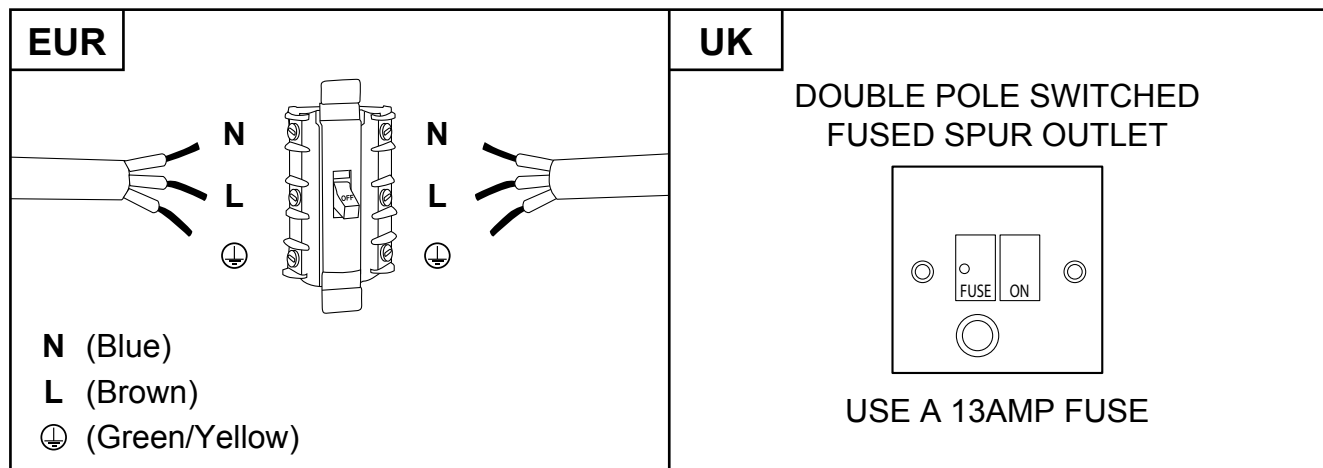 EUR
N
N
L
OFF
L
N (Blue)
L (Brown)
(Green/Yellow)
UK
DOUBLE POLE SWITCHED
FUSED SPUR OUTLET
FUSE ON
USE A 13AMP FUSE